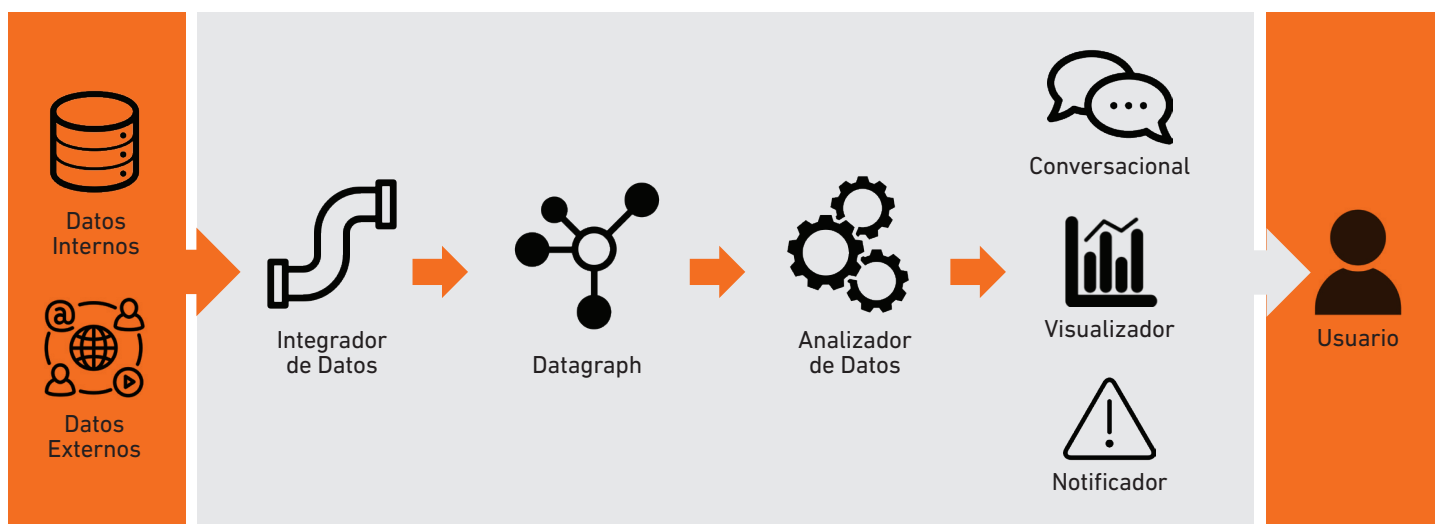 Datos
Internos
Datos
Externos
Integrador
de Datos
Datagraph
Analizador
de Datos
Conversacional
Visualizador
Notificador
Usuario